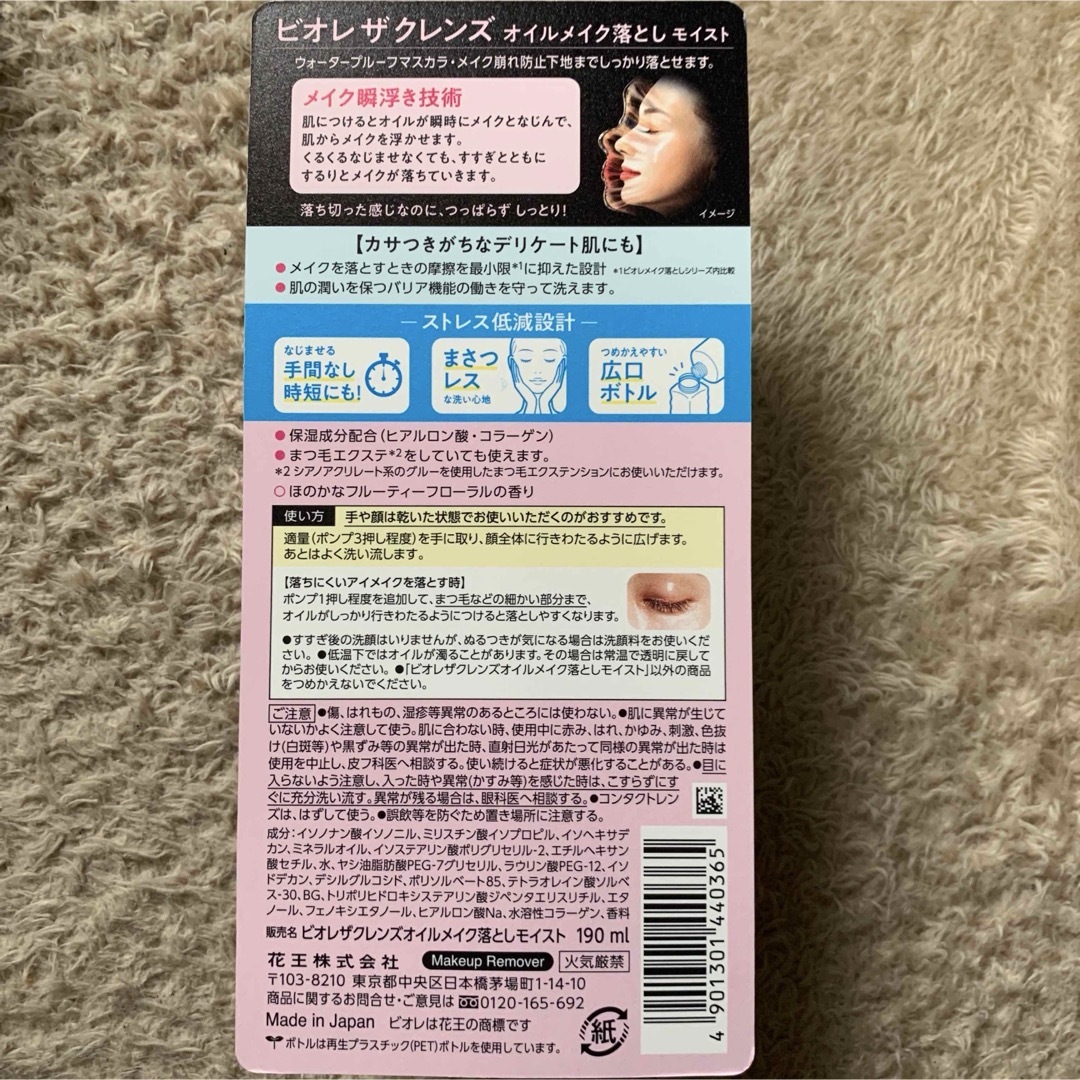 ビオレ ザ クレンズ オイルメイク落とし モイスト
ウォータープルーフマスカラ・メイク崩れ防止下地までしっかり落とせます。
メイク瞬浮き技術
肌につけるとオイルが瞬時にメイクとなじんで、
肌からメイクを浮かせます。
くるくるなじませなくても、すすぎとともに
するりとメイクが落ちていきます。
落ち切った感じなのに、つっぱらず しっとり!
イメージ
【カサつきがちなデリケート肌にも】
●メイクを落とすときの摩擦を最小限*1に抑えた設計 *1ビオレメイク落としシリーズ内比較
●肌の潤いを保つバリア機能の働きを守って洗えます。
ストレス低減設計
なじませる
手間なし
時短にも!
まさつ
レス
な洗い心地
つめかえやすい
広口
ボトル
●保湿成分配合(ヒアルロン酸・コラーゲン)
●まつ毛エクステ*2をしていても使えます。
*2 シアノアクリレート系のグルーを使用したまつ毛エクステンションにお使いいただけます。
○ほのかなフルーティーフローラルの香り
使い方 手や顔は乾いた状態でお使いいただくのがおすすめです。
適量(ポンプ3押し程度)を手に取り、顔全体に行きわたるように広げます。
あとはよく洗い流します。
【落ちにくいアイメイクを落とす時】
ポンプ1押し程度を追加して、まつ毛などの細かい部分まで、
オイルがしっかり行きわたるようにつけると落としやすくなります。
●すすぎ後の洗顔はいりませんが、ぬるつきが気になる場合は洗顔料をお使いくだ
さい。●低温下ではオイルが濁ることがあります。その場合は常温で透明に戻して
からお使いください。●「ビオレザクレンズオイルメイク落としモイスト」以外の商品
をつめかえないでください。
ご注意 ●傷、はれもの、湿疹等異常のあるところには使わない。●肌に異常が生じて
いないかよく注意して使う。肌に合わない時、使用中に赤み、はれ、かゆみ、刺激、色抜
け(白斑等)や黒ずみ等の異常が出た時、直射日光があたって同様の異常が出た時は
使用を中止し、皮フ科医へ相談する。使い続けると症状が悪化することがある。●目に
入らないよう注意し、入った時や異常(かすみ等)を感じた時は、こすらずにす
ぐに充分洗い流す。異常が残る場合は、眼科医へ相談する。●コンタクトレン
ズは、はずして使う。●誤飲等を防ぐため置き場所に注意する。
成分:イソノナン酸イソノニル、ミリスチン酸イソプロピル、イソヘキサデ
カン、ミネラルオイル、イソステアリン酸ポリグリセリル-2、エチルヘキサン
酸セチル、水、ヤシ油脂肪酸PEG-7グリセリル、ラウリン酸PEG-12、イソ
ドデカン、デシルグルコシド、ポリソルベート85、テトラオレイン酸ソルベ
ス-30、BG、トリポリヒドロキシステアリン酸ジペンタエリスリチル、エタ
ノール、フェノキシエタノール、ヒアルロン酸Na、水溶性コラーゲン、香料
販売名 ビオレザクレンズオイルメイク落としモイスト 190 ml
花王株式会社 Makeup Remover 火気厳禁
〒103-8210 東京都中央区日本橋茅場町1-14-10
商品に関するお問合せ・ご意見は 0120-165-692
Made in Japan ビオレは花王の商標です
ボトルは再生プラスチック(PET)ボトルを使用しています。
紙
4 901301 440365